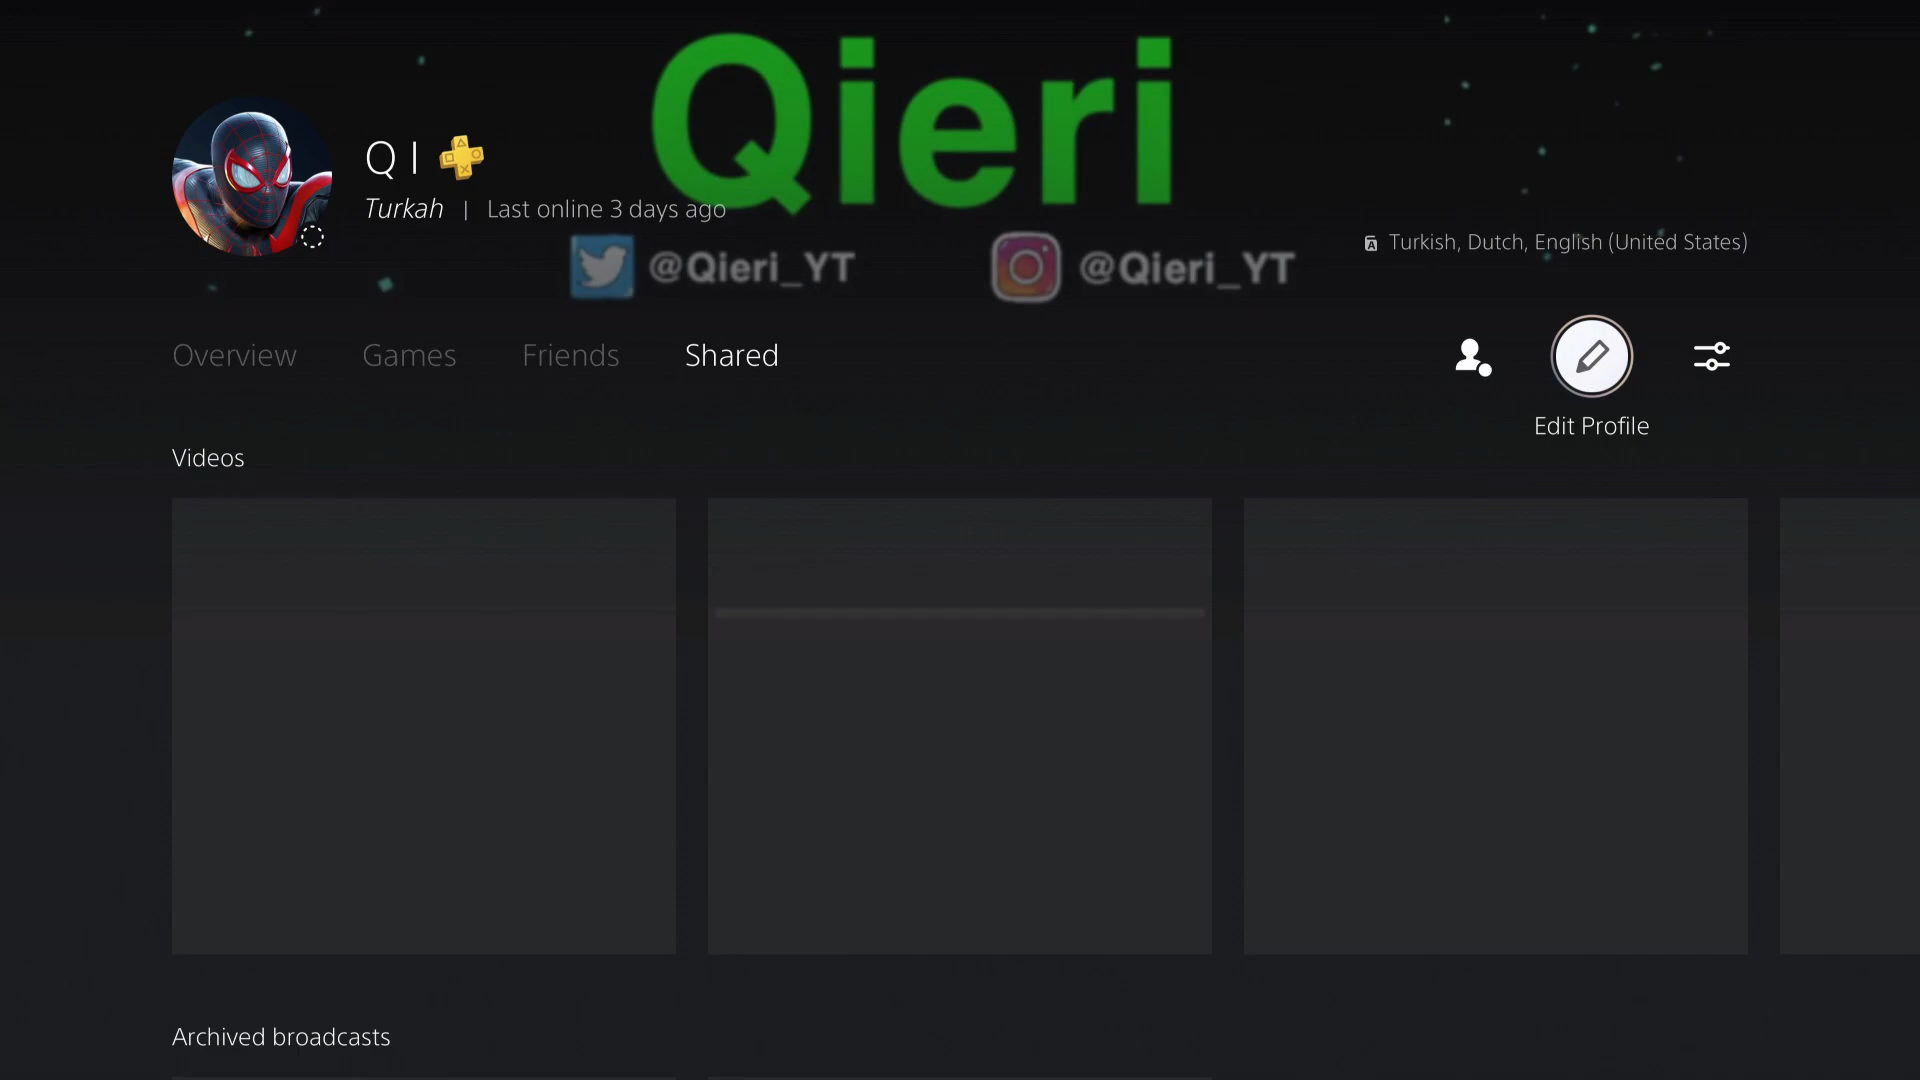 Qieri
Q I
Turkah | Last online 3 days ago
@Qieri_YT
@Qieri_YT
Turkish, Dutch, English (United States)
Overview
Games
Friends
Shared
Edit Profile
Videos
Archived broadcasts